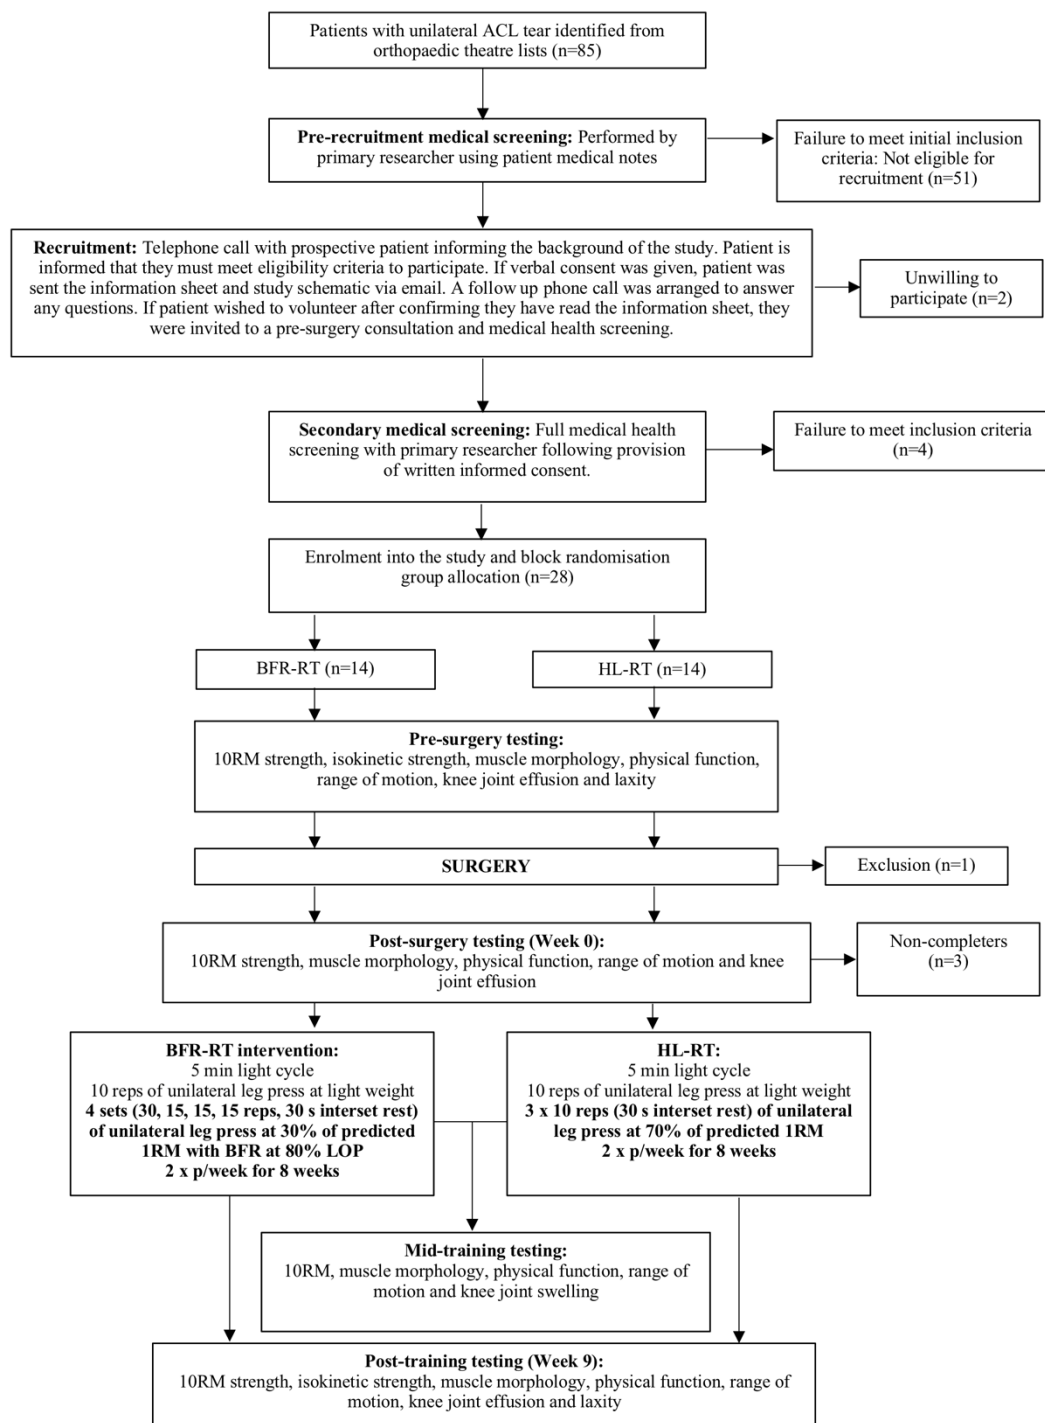 Patients with unilateral ACL tear identified from
orthopaedic theatre lists (n=85)
Pre-recruitment medical screening: Performed by
primary researcher using patient medical notes
Failure to meet initial inclusion
criteria: Not eligible for
recruitment (n=51)
Recruitment: Telephone call with prospective patient informing the background of the study. Patient is
informed that they must meet eligibility criteria to participate. If verbal consent was given, patient was
sent the information sheet and study schematic via email. A follow up phone call was arranged to answer
any questions. If patient wished to volunteer after confirming they have read the information sheet, they
were invited to a pre-surgery consultation and medical health screening.
Unwilling to
participate (n=2)
Secondary medical screening: Full medical health
screening with primary researcher following provision
of written informed consent.
Failure to meet inclusion criteria
(n=4)
Enrolment into the study and block randomisation
group allocation (n=28)
BFR-RT (n=14)
HL-RT (n=14)
Pre-surgery testing:
10RM strength, isokinetic strength, muscle morphology, physical function,
range of motion, knee joint effusion and laxity
SURGERY
Exclusion (n=1)
Post-surgery testing (Week 0):
10RM strength, muscle morphology, physical function, range of motion and knee
joint effusion
Non-completers
(n=3)
BFR-RT intervention:
5 min light cycle
10 reps of unilateral leg press at light weight
4 sets (30, 15, 15, 15 reps, 30 s interset rest)
of unilateral leg press at 30% of predicted
1RM with BFR at 80% LOP
2 x p/week for 8 weeks
HL-RT:
5 min light cycle
10 reps of unilateral leg press at light weight
3 x 10 reps (30 s interset rest) of unilateral
leg press at 70% of predicted 1RM
2 x p/week for 8 weeks
Mid-training testing:
10RM, muscle morphology, physical function, range of
motion and knee joint swelling
Post-training testing (Week 9):
10RM strength, isokinetic strength, muscle morphology, physical function, range of
motion, knee joint effusion and laxity